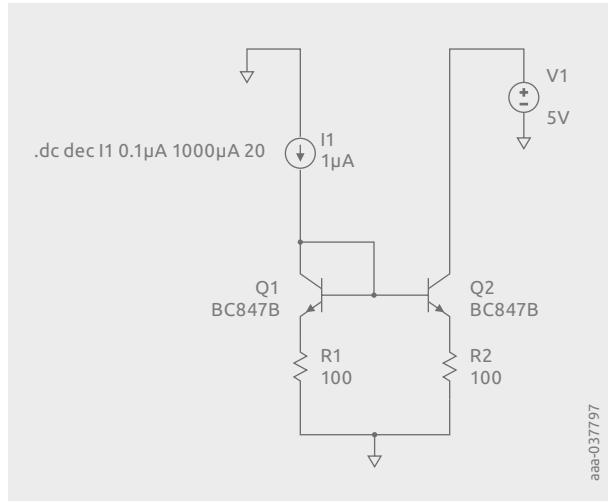 V1
5V
.dc dec I1 0.1µA 1000µA 20
I1
1µA
Q1
BC847B
Q2
BC847B
R1
100
R2
100
aaa-037797